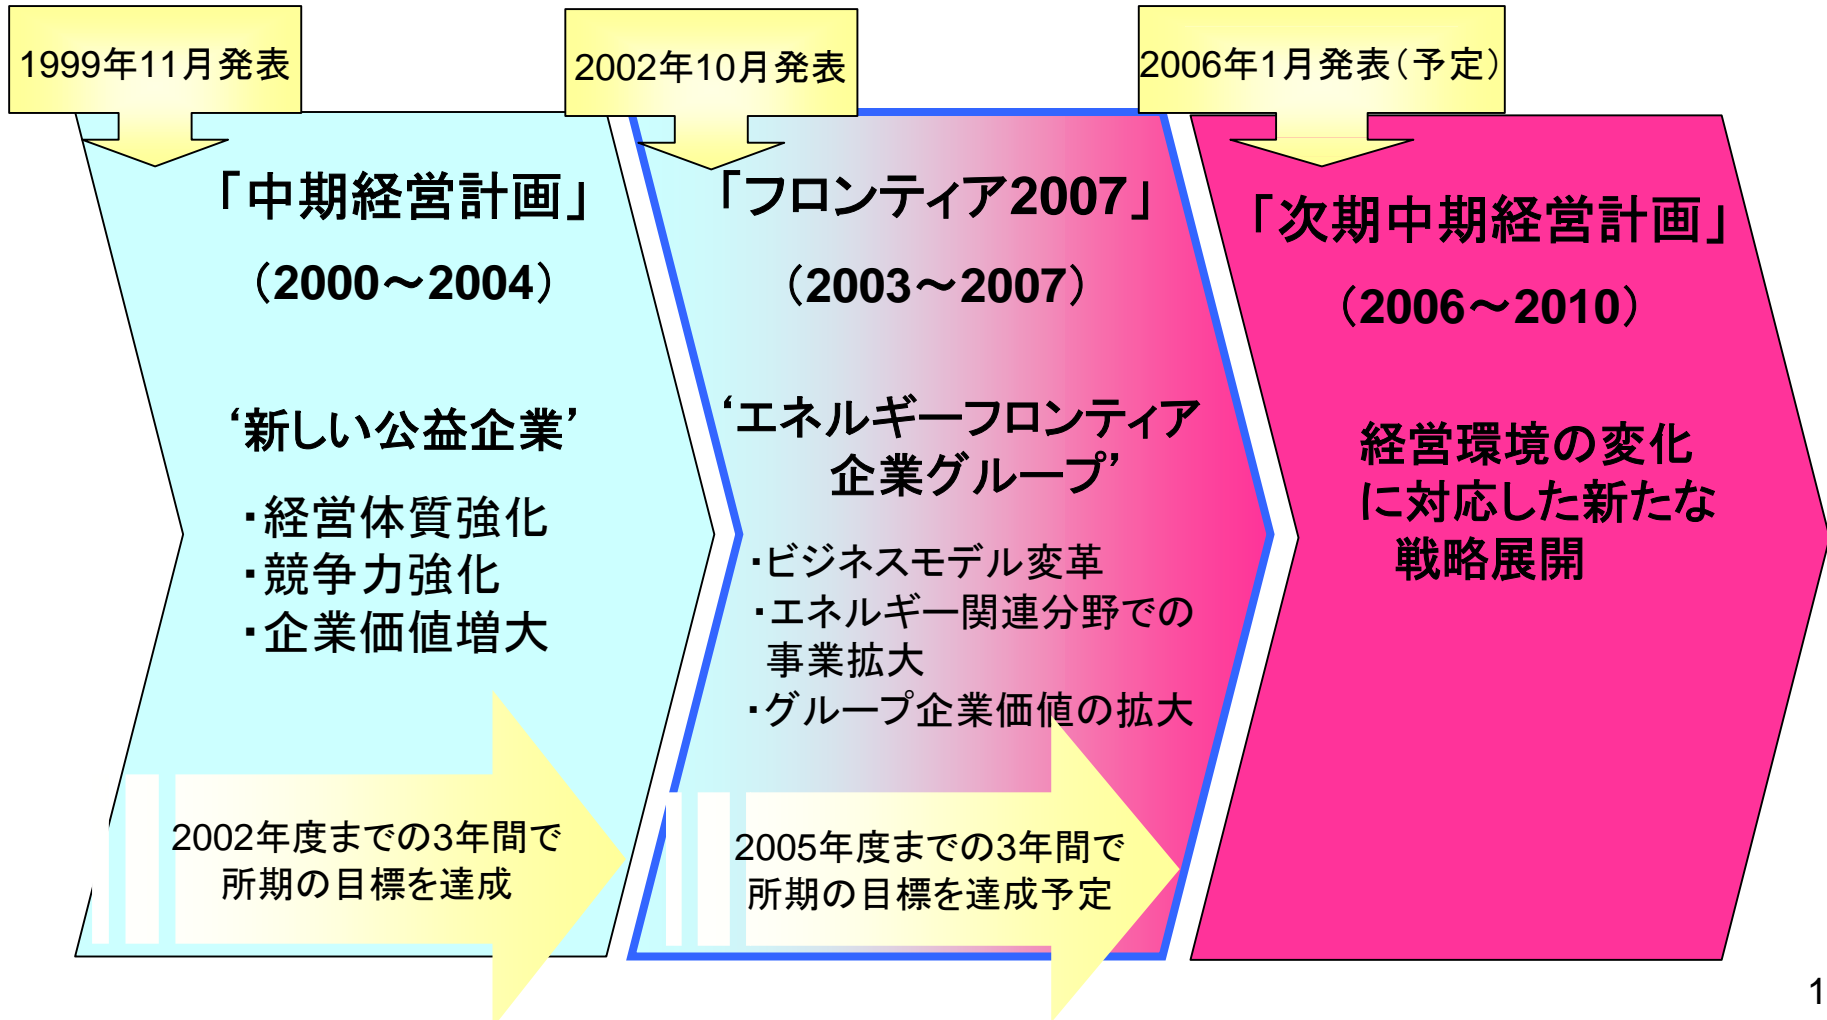 1999年11月発表
「中期経営計画」
（2000～2004）
‘新しい公益企業’
・経営体質強化
・競争力強化
・企業価値増大
2002年度までの3年間で
所期の目標を達成
2002年10月発表
「フロンティア2007」
（2003～2007）
‘エネルギーフロンティア
企業グループ’
・ビジネスモデル変革
・エネルギー関連分野での
事業拡大
・グループ企業価値の拡大
2005年度までの3年間で
所期の目標を達成予定
2006年1月発表（予定）
「次期中期経営計画」
（2006～2010）
経営環境の変化
に対応した新たな
戦略展開
1